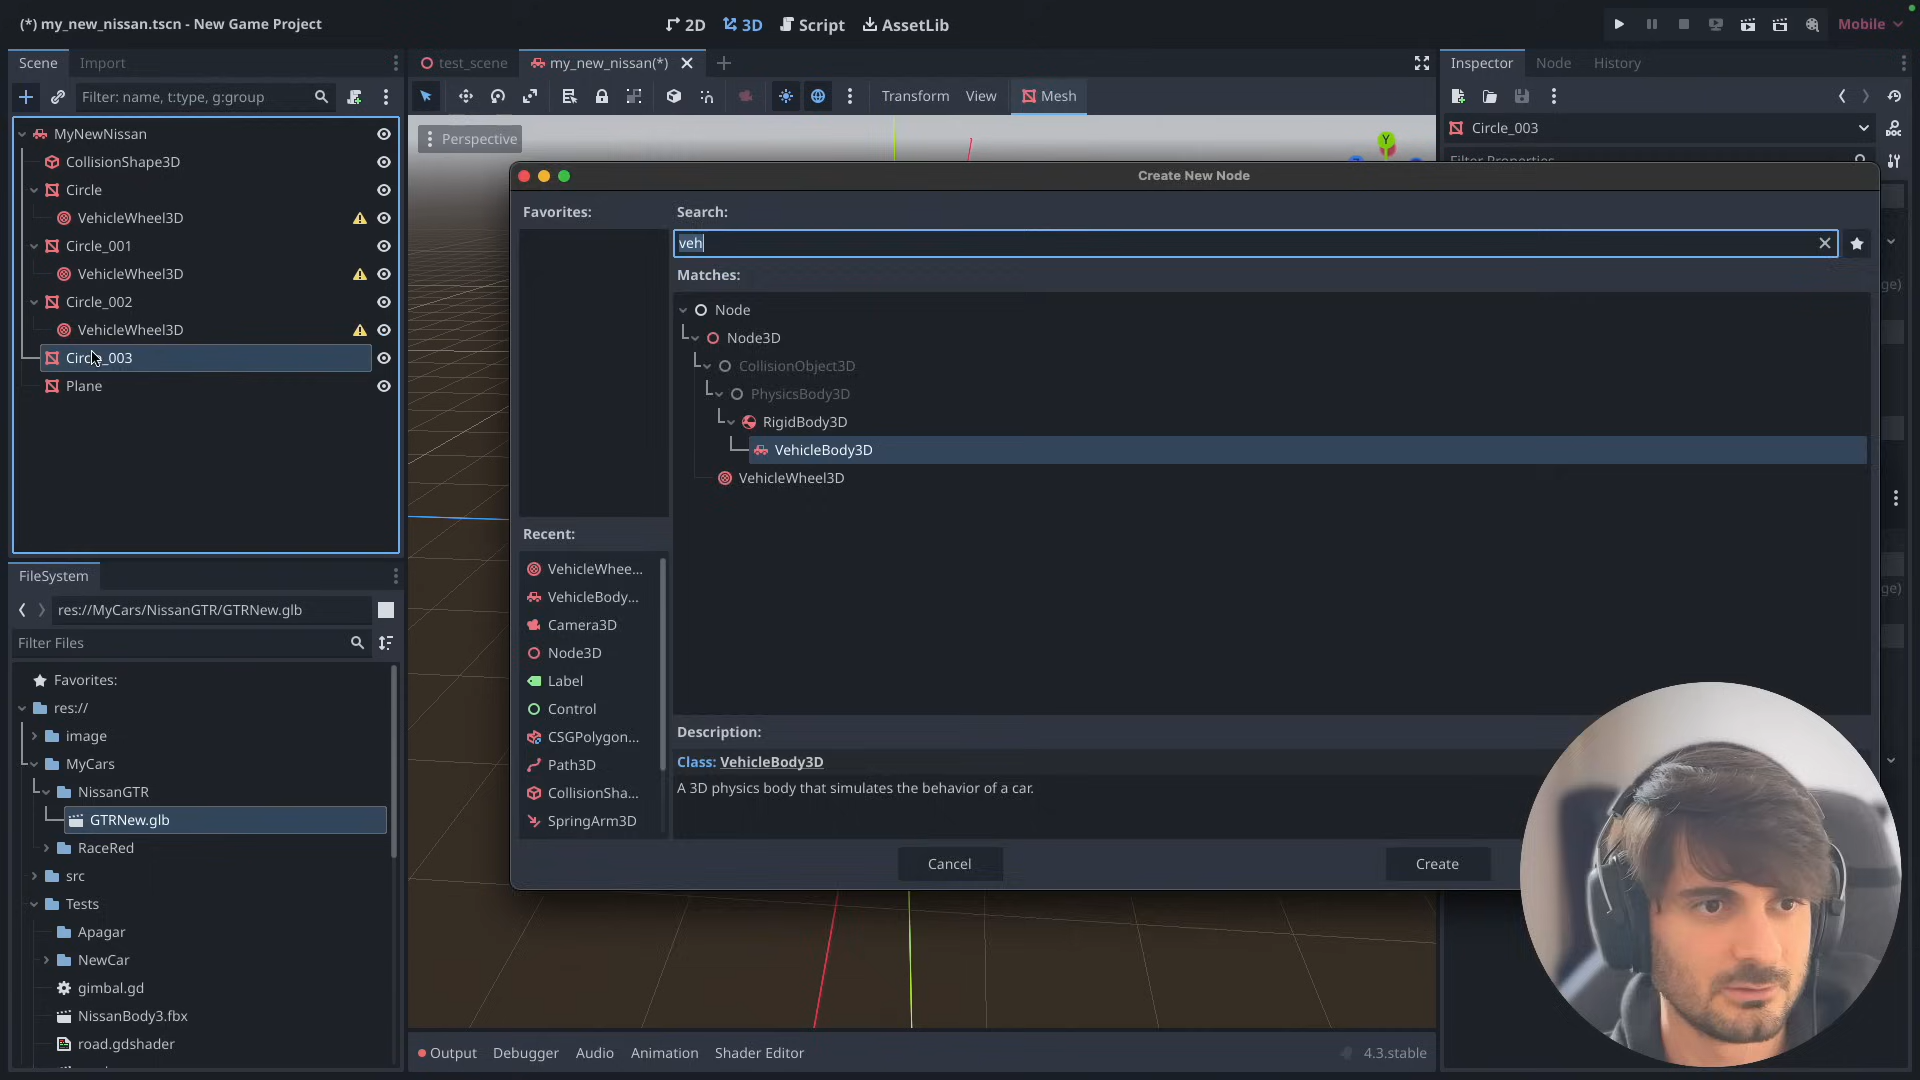 (*) my_new_nissan.tscn - New Game Project
2D
3D
Script
AssetLib
Mobile
Scene
Import
Filter: name, t:type, g:group
MyNewNissan
CollisionShape3D
Circle
VehicleWheel3D
Circle_001
VehicleWheel3D
Circle_002
VehicleWheel3D
Circle_003
Plane
FileSystem
res://MyCars/NissanGTR/GTRNew.glb
Filter Files
Favorites:
res://
image
MyCars
NissanGTR
GTRNew.glb
RaceRed
src
Tests
Apagar
NewCar
gimbal.gd
NissanBody3.fbx
road.gdshader
test_scene
my_new_nissan(*)
Transform
View
Mesh
Perspective
Y
Create New Node
Favorites:
Recent:
VehicleWhee...
VehicleBody...
Camera3D
Node3D
Label
Control
CSGPolygon...
Path3D
CollisionSha...
SpringArm3D
Search:
veh
Matches:
Node
Node3D
CollisionObject3D
PhysicsBody3D
RigidBody3D
VehicleBody3D
VehicleWheel3D
Description:
Class: VehicleBody3D
A 3D physics body that simulates the behavior of a car.
Cancel
Create
Output
Debugger
Audio
Animation
Shader Editor
4.3.stable
Inspector
Node
History
Circle_003
DOC
Filter Properties
ge)
ge)